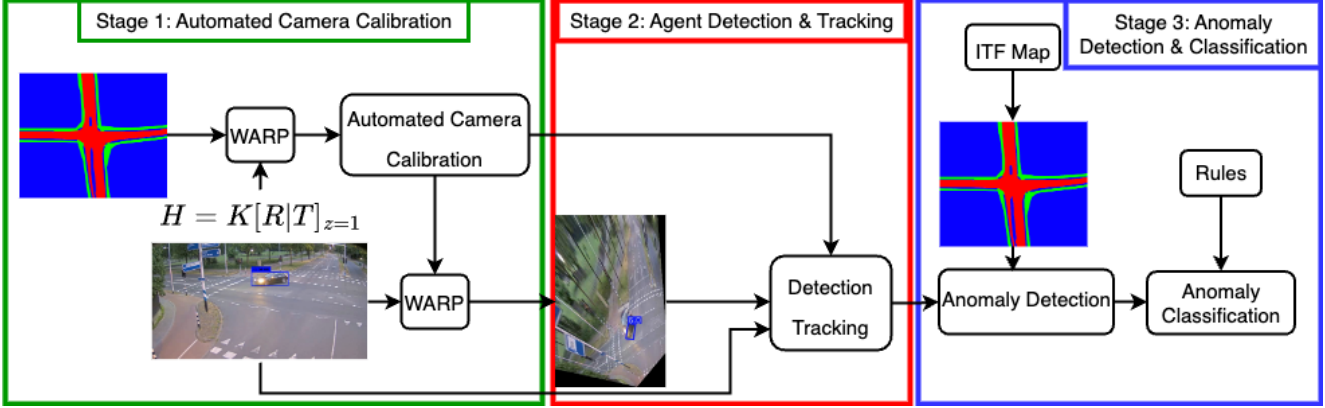 Stage 1: Automated Camera Calibration
Stage 2: Agent Detection & Tracking
Stage 3: Anomaly
Detection & Classification
ITF Map
WARP
Automated Camera
Calibration
H = K[R|T]_{z=1}
WARP
Detection
Tracking
Rules
Anomaly Detection
Anomaly
Classification